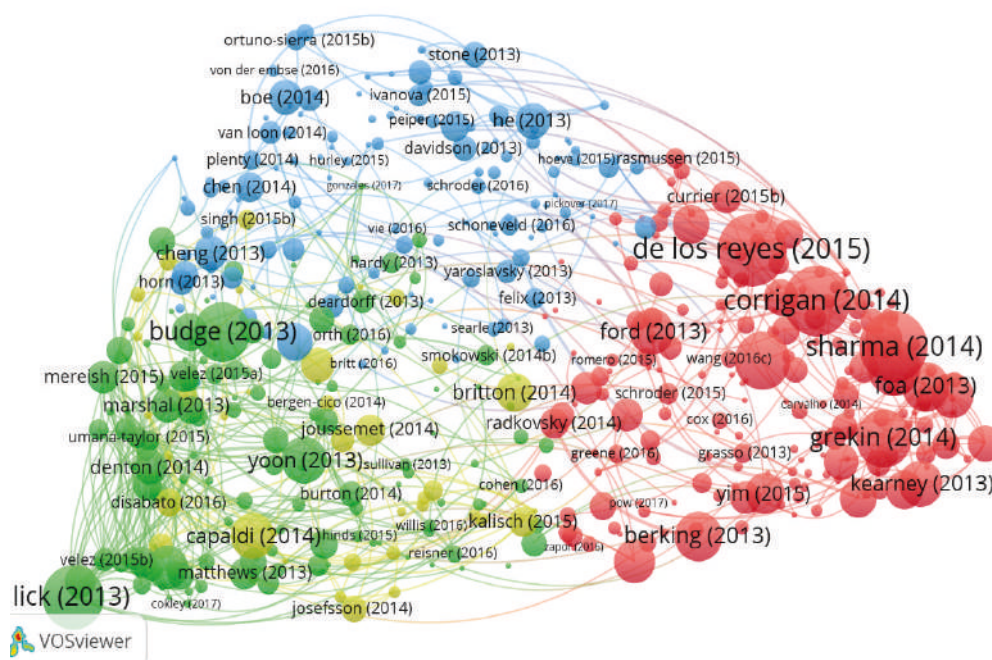 ortuno-sierra (2015b)
stone (2013)
von der embse (2016)
boe (2014)
ivanova (2015)
peiper (2015)
he (2013)
van loon (2014)
davidson (2013)
plenty (2014)
hurley (2015)
hoeve (2015)
rasmussen (2015)
chen (2014)
gonzales (2017)
schroder (2016)
currier (2015b)
pickover (2017)
singh (2015b)
vie (2016)
schoneveld (2016)
cheng (2013)
hardy (2013)
de los reyes (2015)
horn (2013)
yaroslavsky (2013)
deardorff (2013)
felix (2013)
corrigan (2014)
budge (2013)
orth (2016)
searle (2013)
ford (2013)
sharma (2014)
smokowski (2014b)
romero (2015)
wang (2016c)
britt (2016)
mereish (2015)
velez (2015a)
foa (2013)
britton (2014)
schroder (2015)
bergen-cico (2014)
carvalho (2014)
marshal (2013)
joussemet (2014)
radkovsky (2014)
cox (2016)
umana-taylor (2015)
grekin (2014)
greene (2016)
grasso (2013)
yoon (2013)
sullivan (2013)
denton (2014)
cohen (2016)
kearney (2013)
burton (2014)
yim (2015)
disabato (2016)
pow (2017)
kalisch (2015)
willis (2016)
capaldi (2014)
hinds (2015)
berking (2013)
zapolski (2016)
reisner (2016)
velez (2015b)
matthews (2013)
lick (2013)
cokley (2017)
josefsson (2014)
VOSviewer